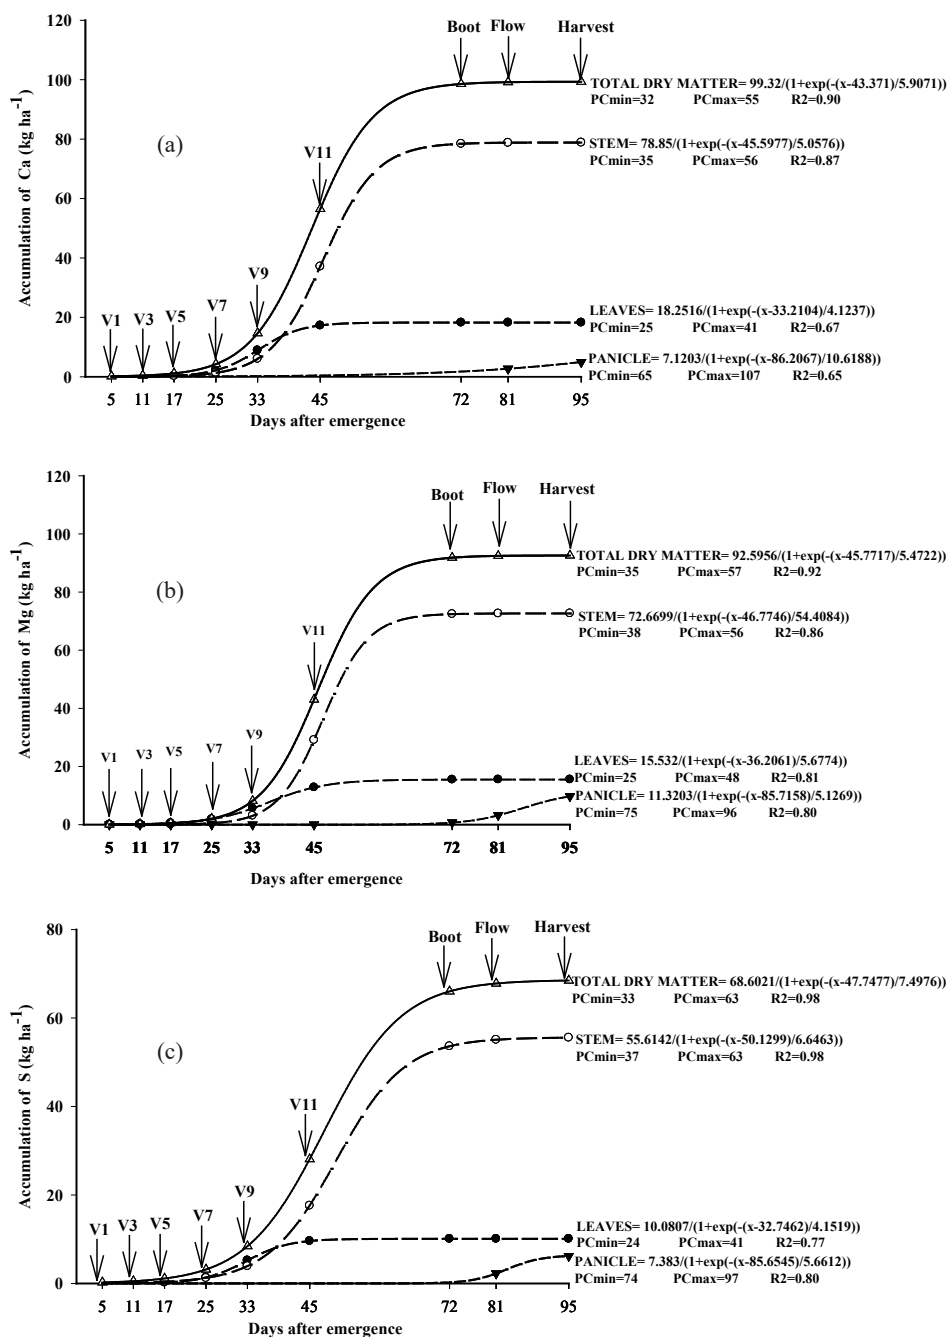 120
Boot Flow Harvest
100
TOTAL DRY MATTER= 99.32/(1+exp(-(x-43.371)/5.9071))
PCmin=32 PCmax=55 R2=0.90
(a)
80
STEM= 78.85/(1+exp(-(x-45.5977)/5.0576))
PCmin=35 PCmax=56 R2=0.87
V11
60
Accumulation of Ca (kg ha-1)
40
V9
V7
V5
V3
V1
20
LEAVES= 18.2516/(1+exp(-(x-33.2104)/4.1237))
PCmin=25 PCmax=41 R2=0.67
PANICLE= 7.1203/(1+exp(-(x-86.2067)/10.6188))
PCmin=65 PCmax=107 R2=0.65
0
5 11 17 25 33 45 72 81 95
Days after emergence
120
Boot Flow Harvest
100
TOTAL DRY MATTER= 92.5956/(1+exp(-(x-45.7717)/5.4722))
PCmin=35 PCmax=57 R2=0.92
(b)
80
STEM= 72.6699/(1+exp(-(x-46.7746)/54.4084))
PCmin=38 PCmax=56 R2=0.86
V11
60
Accumulation of Mg (kg ha-1)
40
V9
V7
V5
V3
V1
20
LEAVES= 15.532/(1+exp(-(x-36.2061)/5.6774))
PCmin=25 PCmax=48 R2=0.81
PANICLE= 11.3203/(1+exp(-(x-85.7158)/5.1269))
PCmin=75 PCmax=96 R2=0.80
0
5 11 17 25 33 45 72 81 95
Days after emergence
80
Boot Flow Harvest
TOTAL DRY MATTER= 68.6021/(1+exp(-(x-47.7477)/7.4976))
PCmin=33 PCmax=63 R2=0.98
60
STEM= 55.6142/(1+exp(-(x-50.1299)/6.6463))
PCmin=37 PCmax=63 R2=0.98
(c)
Accumulation of S (kg ha-1)
40
V11
20
V9
V7
V5
V3
V1
LEAVES= 10.0807/(1+exp(-(x-32.7462)/4.1519))
PCmin=24 PCmax=41 R2=0.77
PANICLE= 7.383/(1+exp(-(x-85.6545)/5.6612))
PCmin=74 PCmax=97 R2=0.80
0
5 11 17 25 33 45 72 81 95
Days after emergence